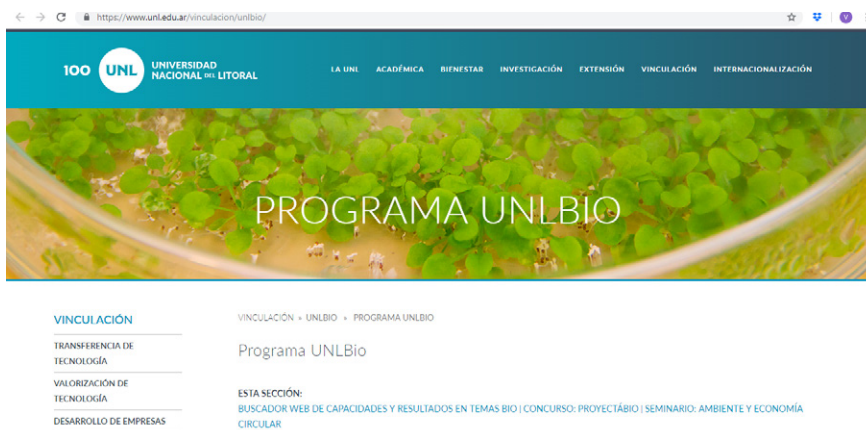 https://www.unl.edu.ar/vinculacion/unlbio/
V
100 UNL UNIVERSIDAD
NACIONAL DEL LITORAL
LA UNL ACADÉMICA BIENESTAR INVESTIGACIÓN EXTENSIÓN VINCULACIÓN INTERNACIONALIZACIÓN
PROGRAMA UNLBIO
VINCULACIÓN
TRANSFERENCIA DE
TECNOLOGÍA
VALORIZACIÓN DE
TECNOLOGÍA
DESARROLLO DE EMPRESAS
VINCULACIÓN » UNLBIO » PROGRAMA UNLBIO
Programa UNLBio
ESTA SECCIÓN:
BUSCADOR WEB DE CAPACIDADES Y RESULTADOS EN TEMAS BIO | CONCURSO: PROYECTÁBIO | SEMINARIO: AMBIENTE Y ECONOMÍA
CIRCULAR